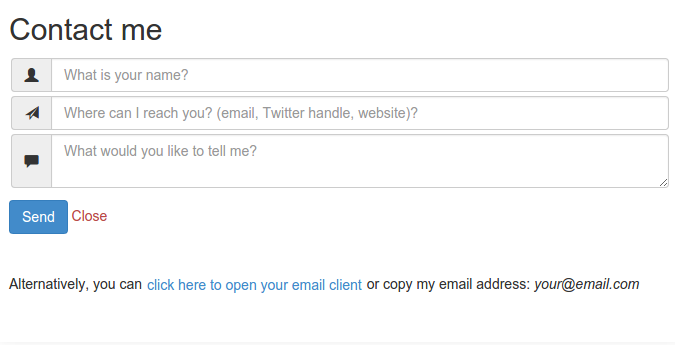 Contact me
What is your name?
Where can I reach you? (email, Twitter handle, website)?
What would you like to tell me?
Send Close
Alternatively, you can click here to open your email client or copy my email address: your@email.com